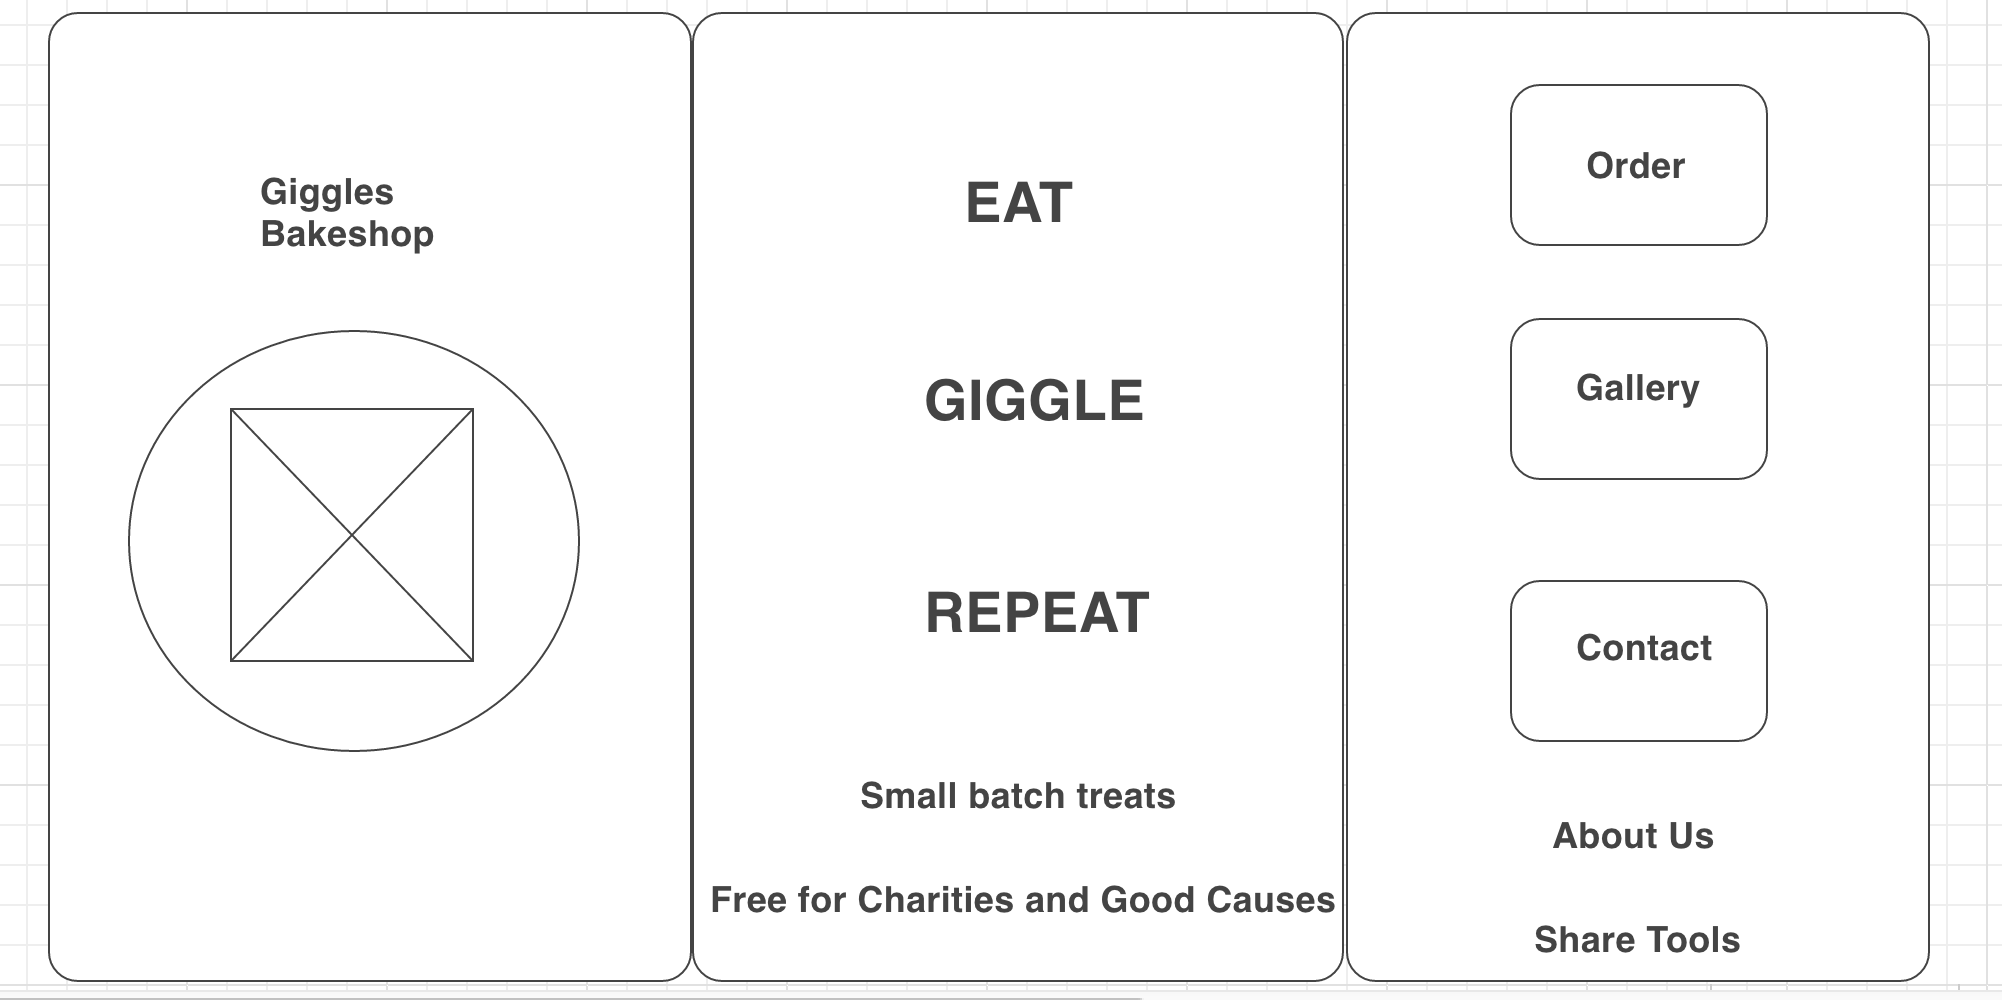 Giggles
Bakeshop
EAT
GIGGLE
REPEAT
Small batch treats
Free for Charities and Good Causes
Order
Gallery
Contact
About Us
Share Tools